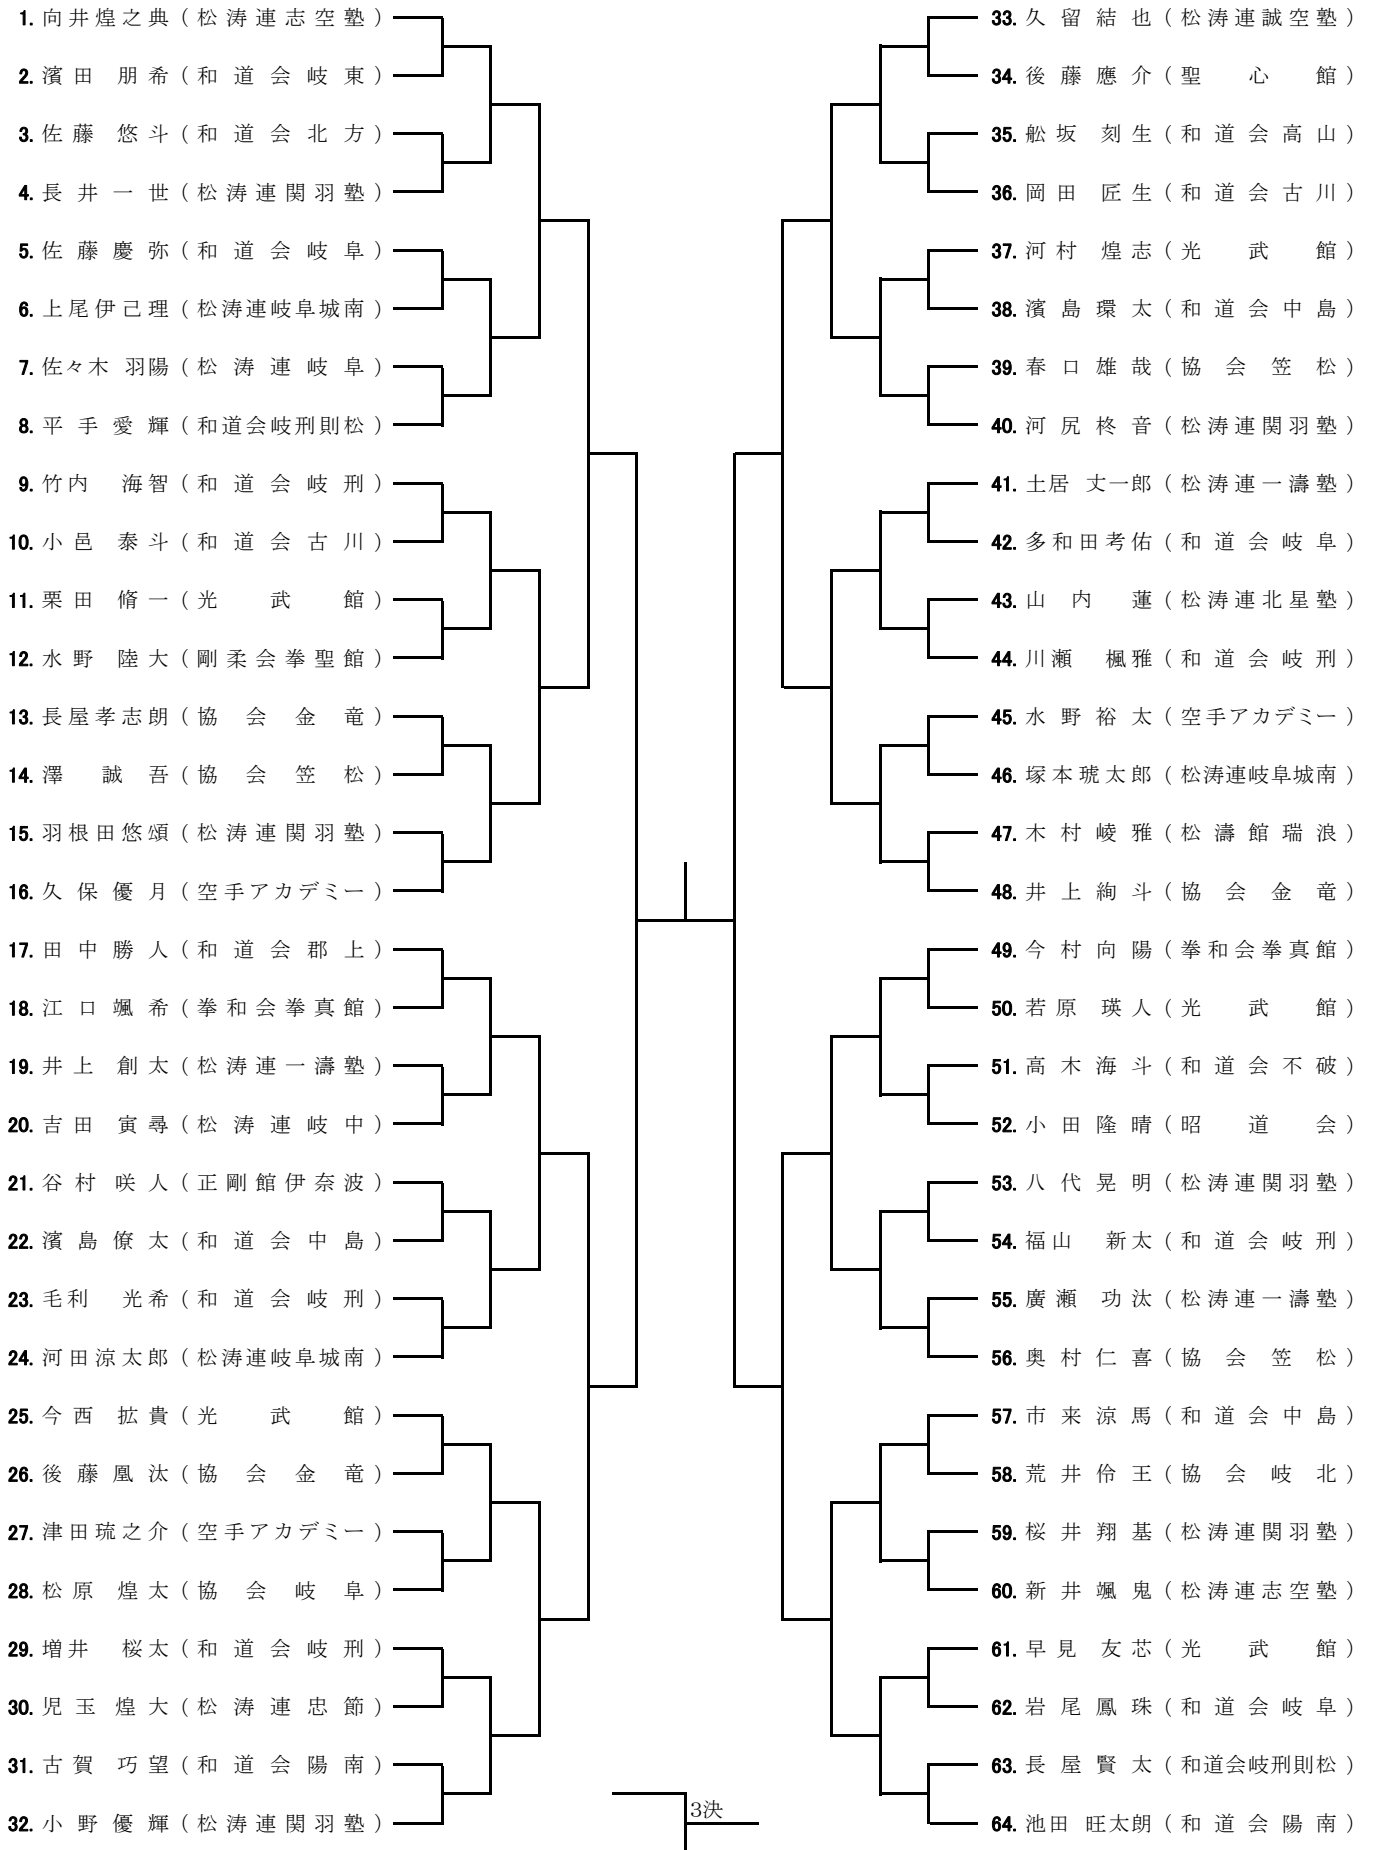 1. 向井煌之典 (松涛連志空塾)
2. 濱田 朋希 (和道会岐東)
3. 佐藤 悠斗 (和道会北方)
4. 長井一世 (松涛連関羽塾)
5. 佐藤慶弥 (和道会岐阜)
6. 上尾伊己理 (松涛連岐阜城南)
7. 佐々木 羽陽 (松涛連岐阜)
8. 平手愛輝 (和道会岐刑則松)
9. 竹内 海智 (和道会岐刑)
10. 小邑 泰斗 (和道会古川)
11. 栗田 脩一 (光武館)
12. 水野 陸大 (剛柔会拳聖館)
13. 長屋孝志朗 (協会金竜)
14. 澤 誠吾 (協会笠松)
15. 羽根田悠頌 (松涛連関羽塾)
16. 久保優月 (空手アカデミー)
17. 田中勝人 (和道会郡上)
18. 江口颯希 (拳和会拳真館)
19. 井上 創太 (松涛連一濤塾)
20. 吉田 寅尋 (松涛連岐中)
21. 谷村咲人 (正剛館伊奈波)
22. 濱島僚太 (和道会中島)
23. 毛利 光希 (和道会岐刑)
24. 河田涼太郎 (松涛連岐阜城南)
25. 今西 拡貴 (光武館)
26. 後藤凰汰 (協会金竜)
27. 津田琉之介 (空手アカデミー)
28. 松原 煌太 (協会岐阜)
29. 増井 桜太 (和道会岐刑)
30. 児玉煌大 (松涛連忠節)
31. 古賀 巧望 (和道会陽南)
32. 小野優輝 (松涛連関羽塾)
33. 久留結也 (松涛連誠空塾)
34. 後藤應介 (聖心館)
35. 舩坂 刻生 (和道会高山)
36. 岡田 匠生 (和道会古川)
37. 河村 煌志 (光武館)
38. 濱島環太 (和道会中島)
39. 春口雄哉 (協会笠松)
40. 河尻柊音 (松涛連関羽塾)
41. 土居 丈一郎 (松涛連一濤塾)
42. 多和田考佑 (和道会岐阜)
43. 山内 蓮 (松涛連北星塾)
44. 川瀬 楓雅 (和道会岐刑)
45. 水野裕太 (空手アカデミー)
46. 塚本琥太郎 (松涛連岐阜城南)
47. 木村崚雅 (松濤館瑞浪)
48. 井上絢斗 (協会金竜)
49. 今村向陽 (拳和会拳真館)
50. 若原 瑛人 (光武館)
51. 高木海斗 (和道会不破)
52. 小田隆晴 (昭道会)
53. 八代晃明 (松涛連関羽塾)
54. 福山 新太 (和道会岐刑)
55. 廣瀬 功汰 (松涛連一濤塾)
56. 奥村仁喜 (協会笠松)
57. 市来涼馬 (和道会中島)
58. 荒井伶王 (協会岐北)
59. 桜井翔基 (松涛連関羽塾)
60. 新井颯鬼 (松涛連志空塾)
61. 早見 友芯 (光武館)
62. 岩尾鳳珠 (和道会岐阜)
63. 長屋賢太 (和道会岐刑則松)
64. 池田 旺太朗 (和道会陽南)
3決